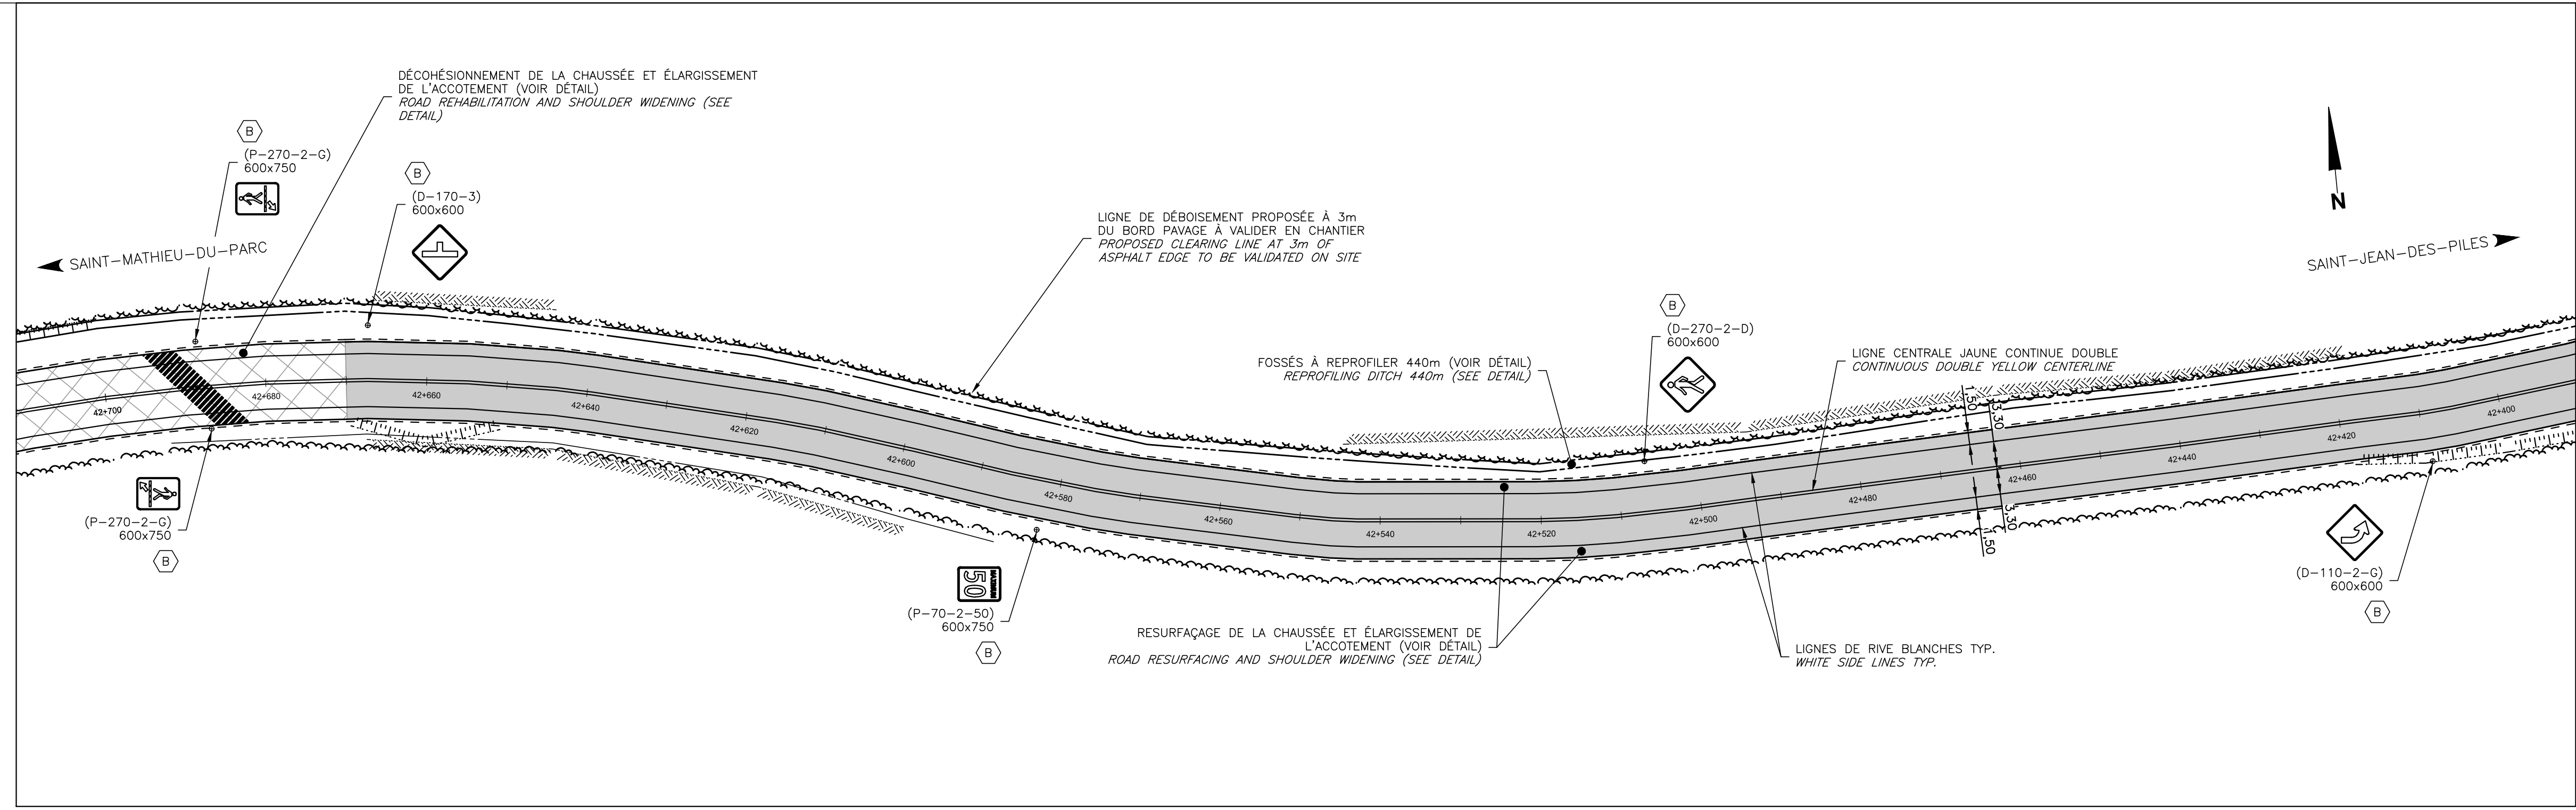 DÉCOHÉSIONNEMENT DE LA CHAUSSÉE ET ÉLARGISSEMENT
DE L'ACCOTEMENT (VOIR DÉTAIL)
ROAD REHABILITATION AND SHOULDER WIDENING (SEE
DETAIL)
B
(P-270-2-G)
600x750
B
(D-170-3)
600x600
SAINT-MATHIEU-DU-PARC
LIGNE DE DÉBOISEMENT PROPOSÉE À 3m
DU BORD PAVAGE À VALIDER EN CHANTIER
PROPOSED CLEARING LINE AT 3m OF
ASPHALT EDGE TO BE VALIDATED ON SITE
N
SAINT-JEAN-DES-PILES
B
(D-270-2-D)
600x600
FOSSÉS À REPROFILER 440m (VOIR DÉTAIL)
REPROFILING DITCH 440m (SEE DETAIL)
LIGNE CENTRALE JAUNE CONTINUE DOUBLE
CONTINUOUS DOUBLE YELLOW CENTERLINE
1,50
3,30
3,30
1,50
42+700
42+680
42+660
42+640
42+620
42+600
42+580
42+560
42+540
42+520
42+500
42+480
42+460
42+440
42+420
42+400
(P-270-2-G)
600x750
B
MAXIMUM
50
(P-70-2-50)
600x750
B
RESURFAÇAGE DE LA CHAUSSÉE ET ÉLARGISSEMENT DE
L'ACCOTEMENT (VOIR DÉTAIL)
ROAD RESURFACING AND SHOULDER WIDENING (SEE DETAIL)
LIGNES DE RIVE BLANCHES TYP.
WHITE SIDE LINES TYP.
(D-110-2-G)
600x600
B